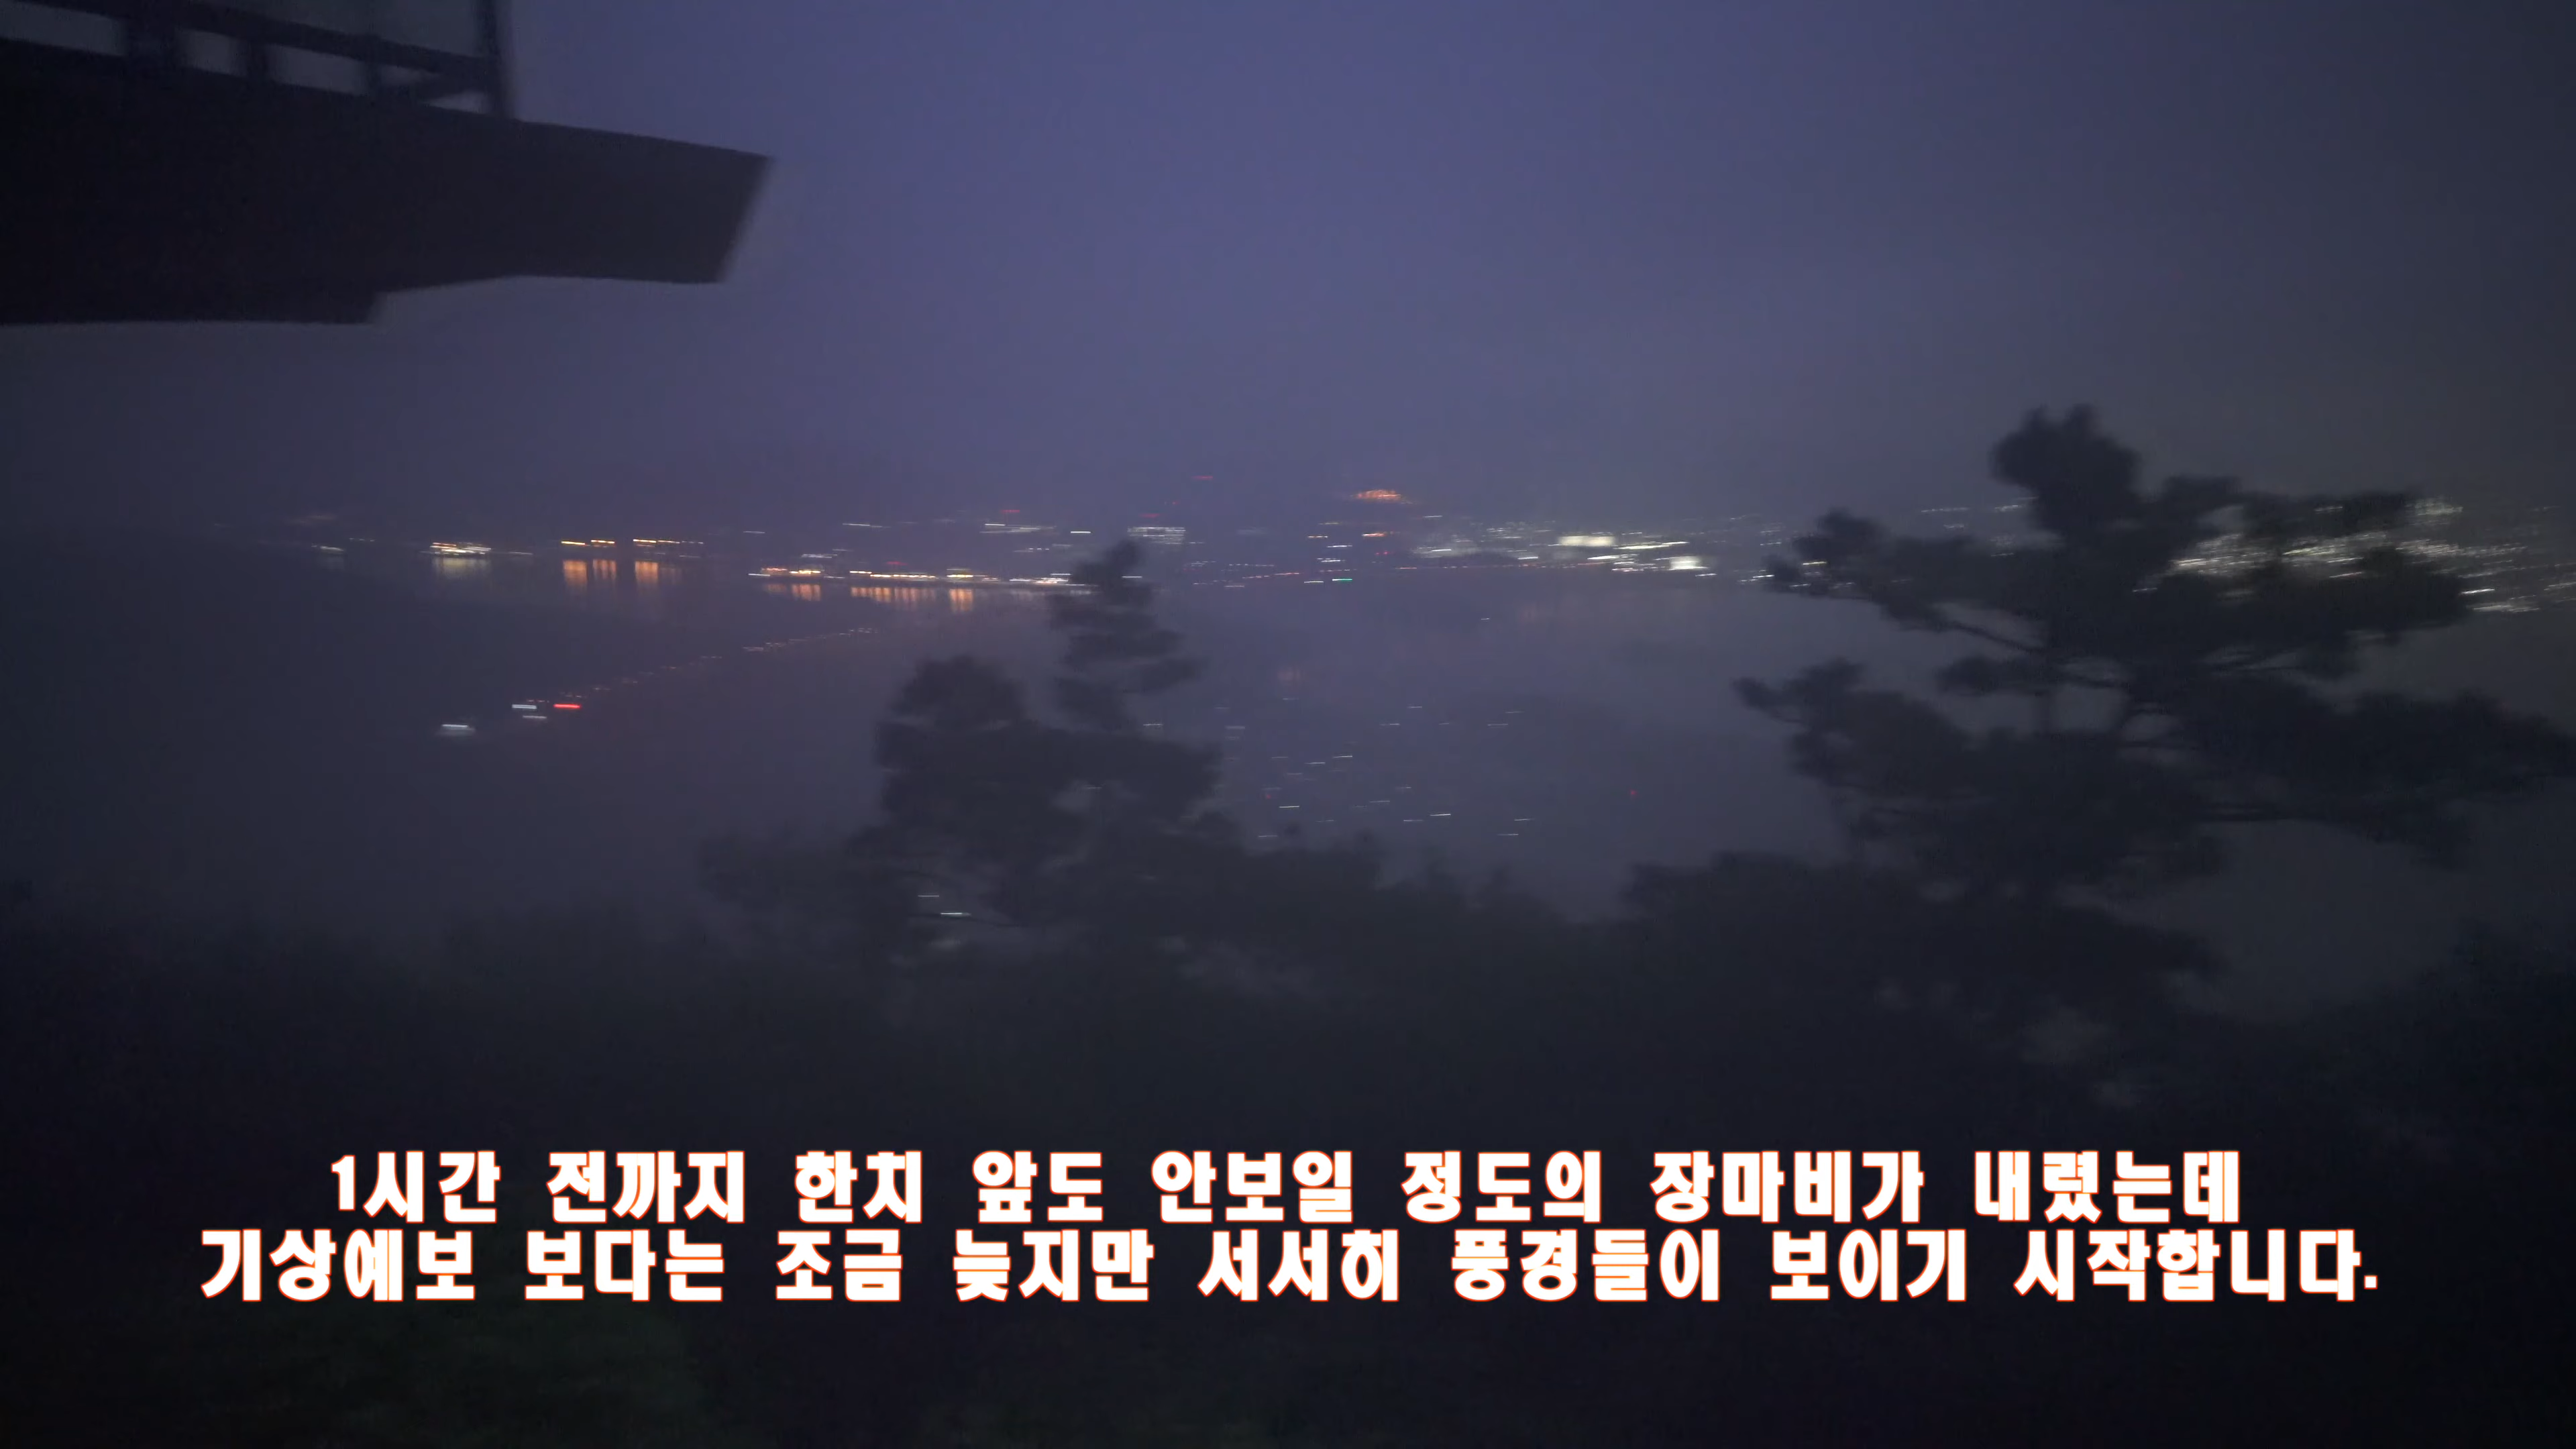 1시간 전까지 한치 앞도 안보일 정도의 장마비가 내렸는데
기상예보 보다는 조금 늦지만 서서히 풍경들이 보이기 시작합니다.